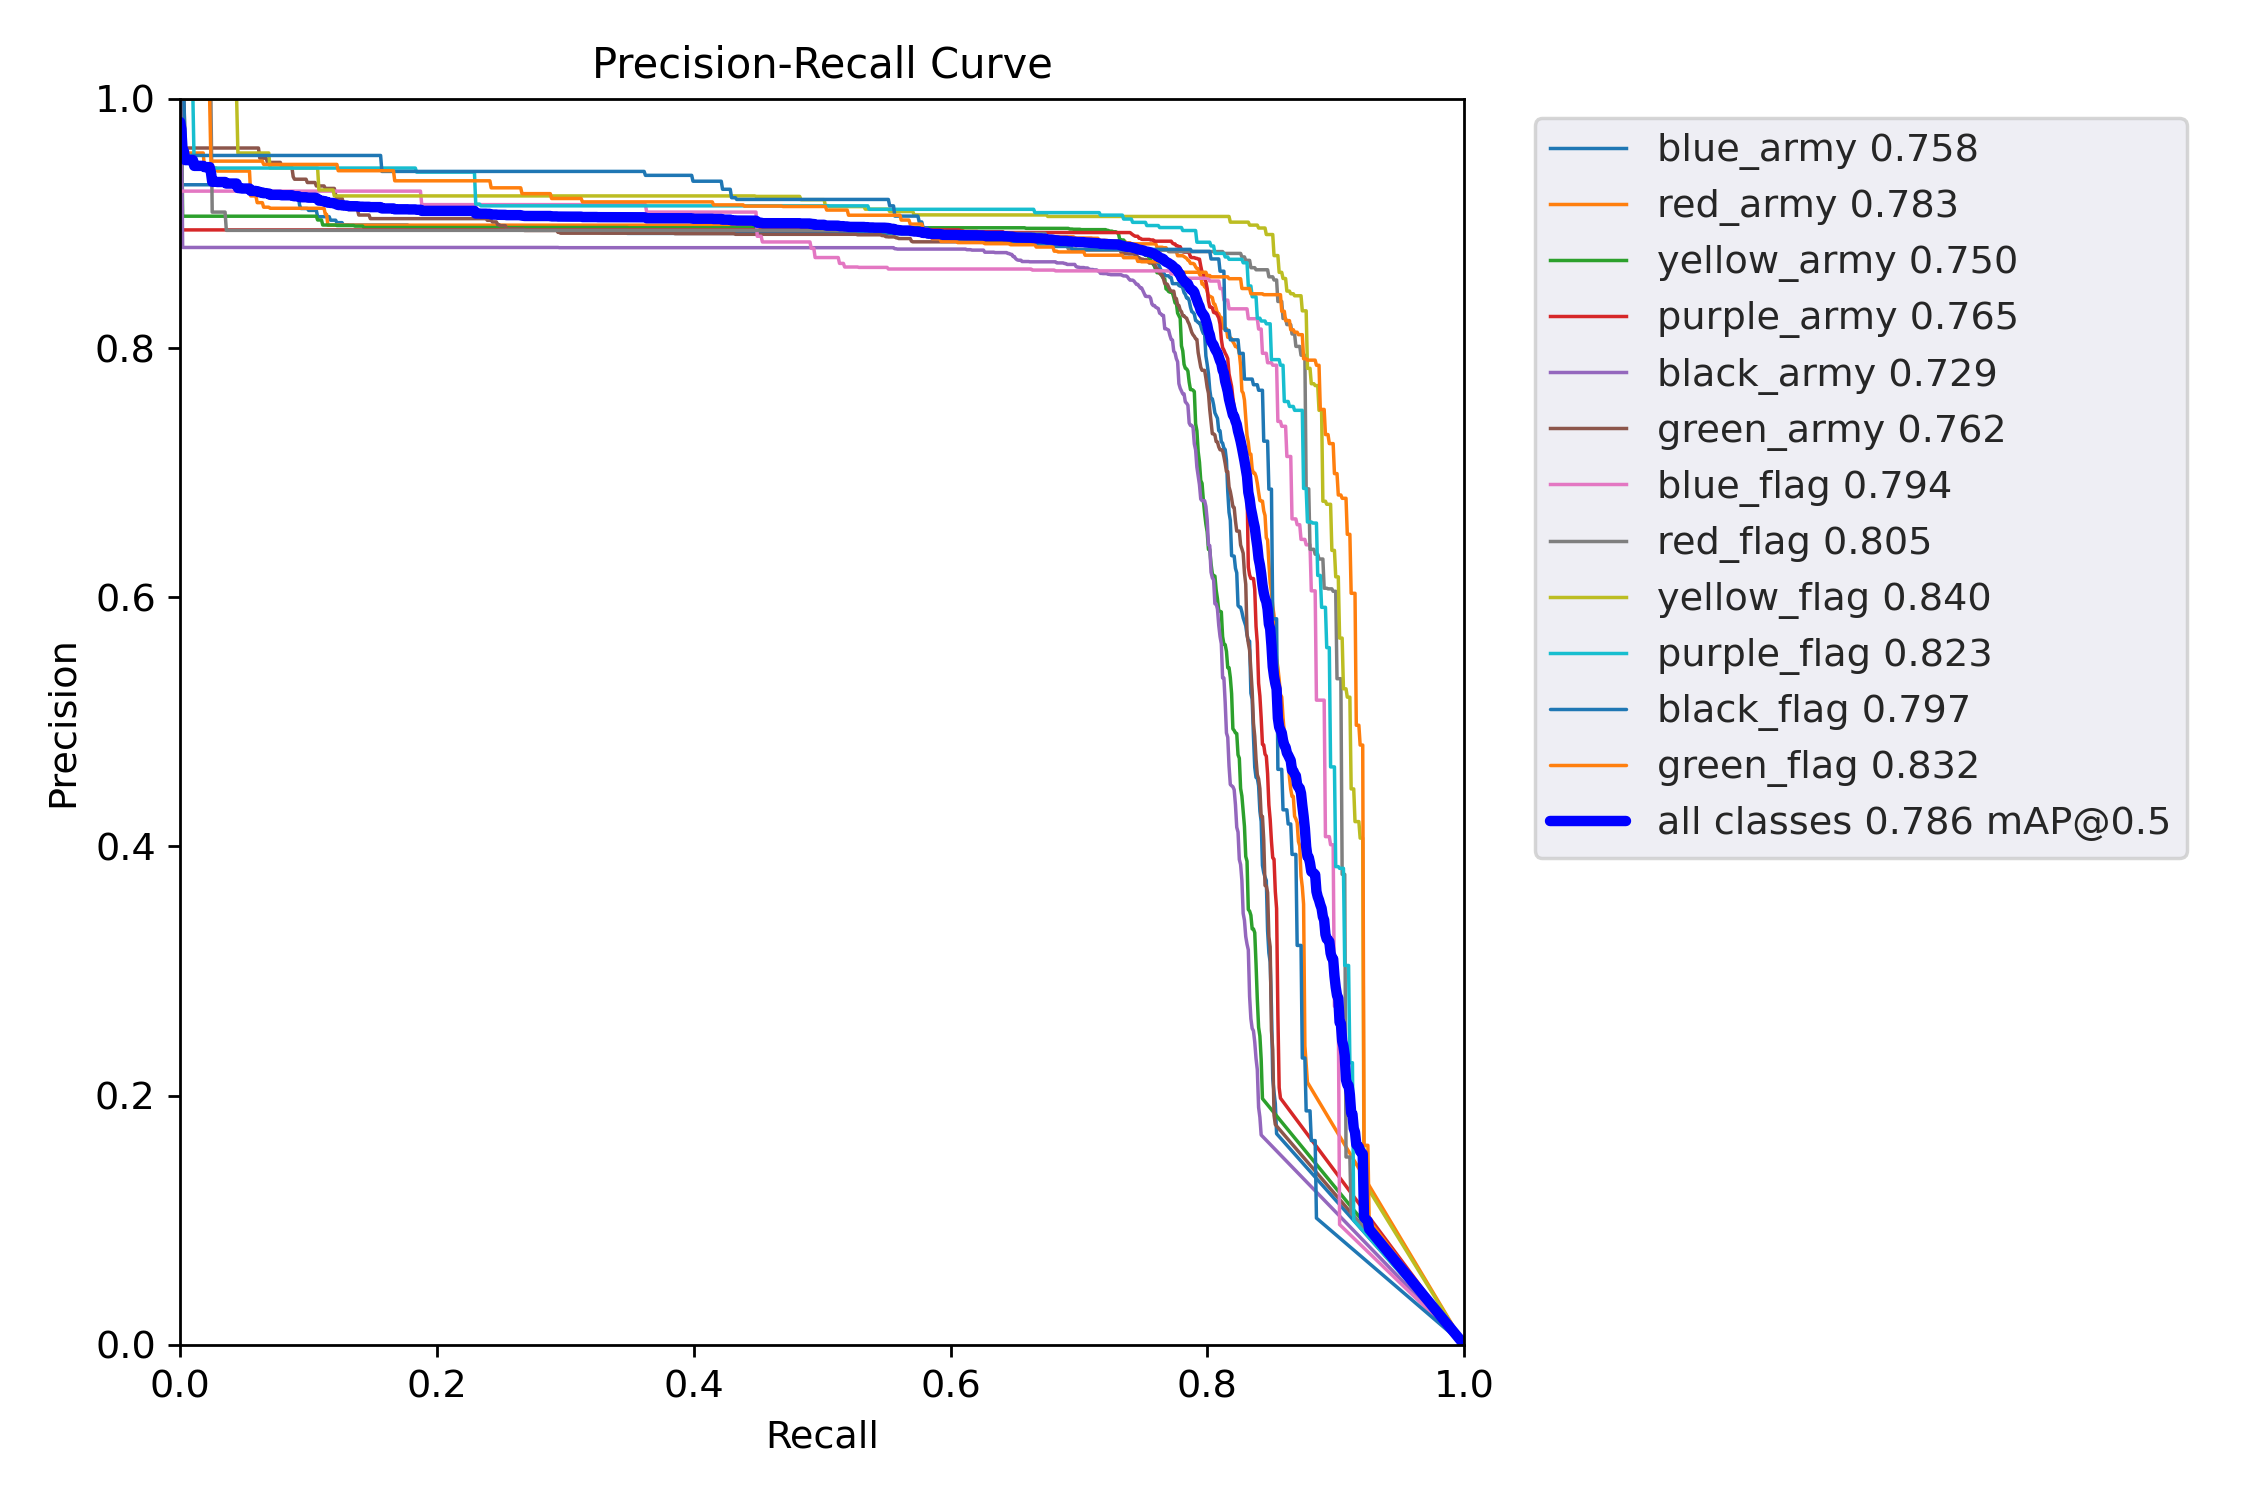 Precision-Recall Curve
1.0
0.8
0.6
0.4
0.2
0.0
Precision
0.0 0.2 0.4 0.6 0.8 1.0
Recall
blue_army 0.758
red_army 0.783
yellow_army 0.750
purple_army 0.765
black_army 0.729
green_army 0.762
blue_flag 0.794
red_flag 0.805
yellow_flag 0.840
purple_flag 0.823
black_flag 0.797
green_flag 0.832
all classes 0.786 mAP@0.5